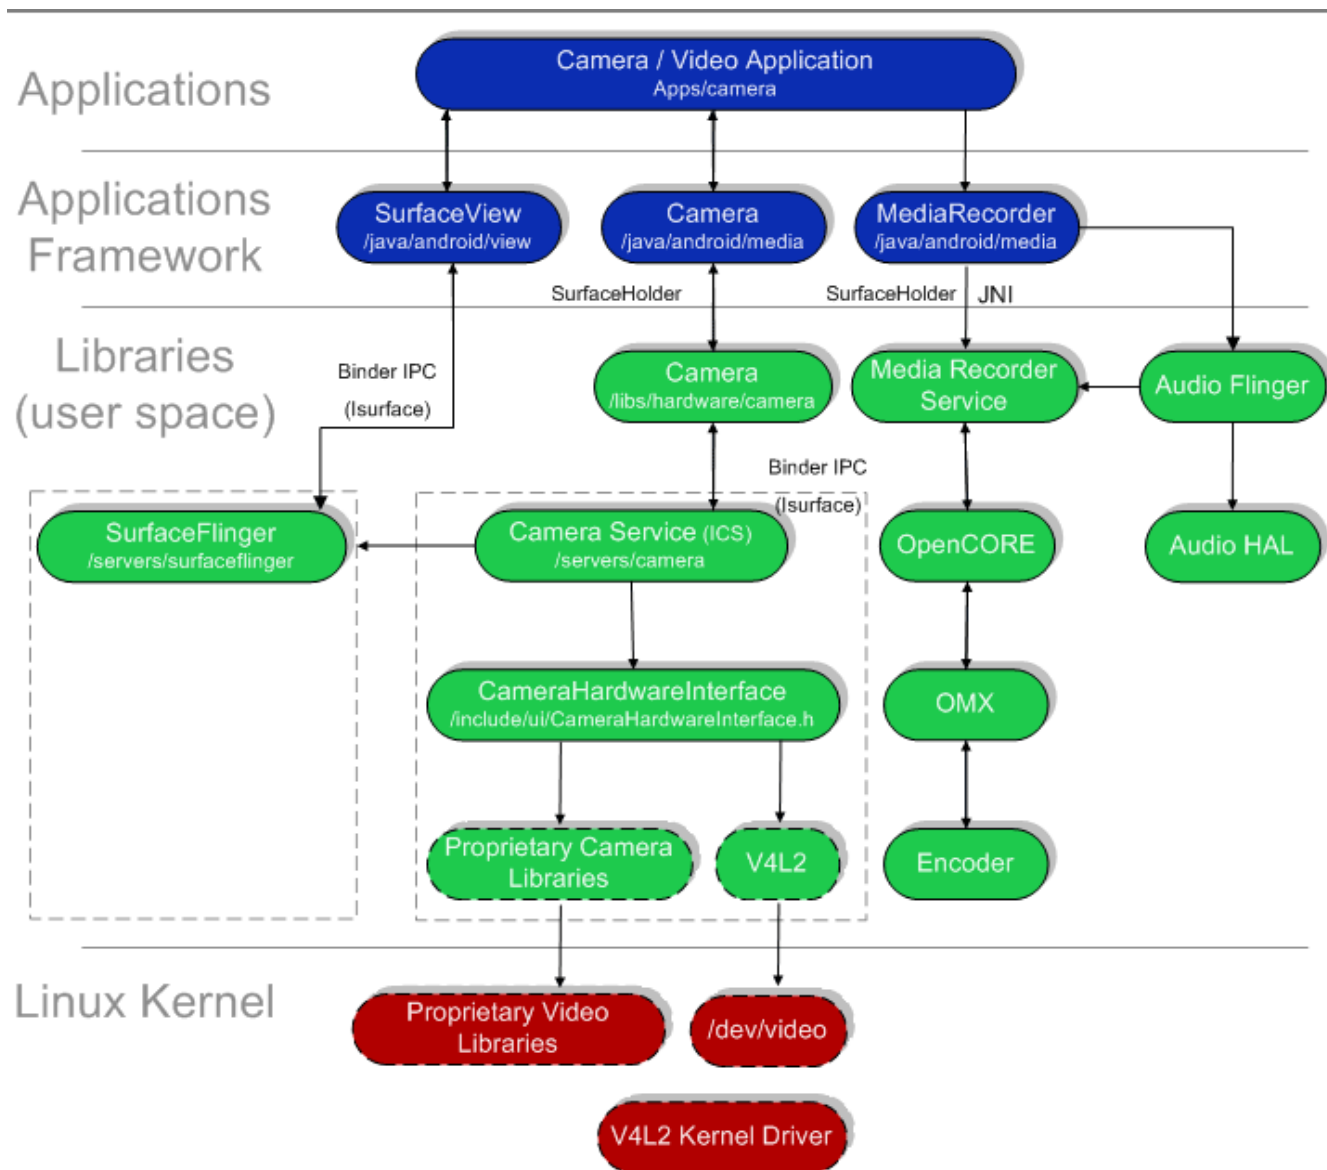 Camera / Video Application
Apps/camera
Applications
Applications
Framework
SurfaceView
/java/android/view
Camera
/java/android/media
MediaRecorder
/java/android/media
SurfaceHolder
SurfaceHolder
JNI
Libraries
(user space)
Binder IPC
(Isurface)
Camera
/libs/hardware/camera
Media Recorder
Service
Audio Flinger
Binder IPC
(Isurface)
SurfaceFlinger
/servers/surfaceflinger
Camera Service (ICS)
/servers/camera
OpenCORE
Audio HAL
CameraHardwareInterface
/include/ui/CameraHardwareInterface.h
OMX
Proprietary Camera
Libraries
V4L2
Encoder
Linux Kernel
Proprietary Video
Libraries
/dev/video
V4L2 Kernel Driver